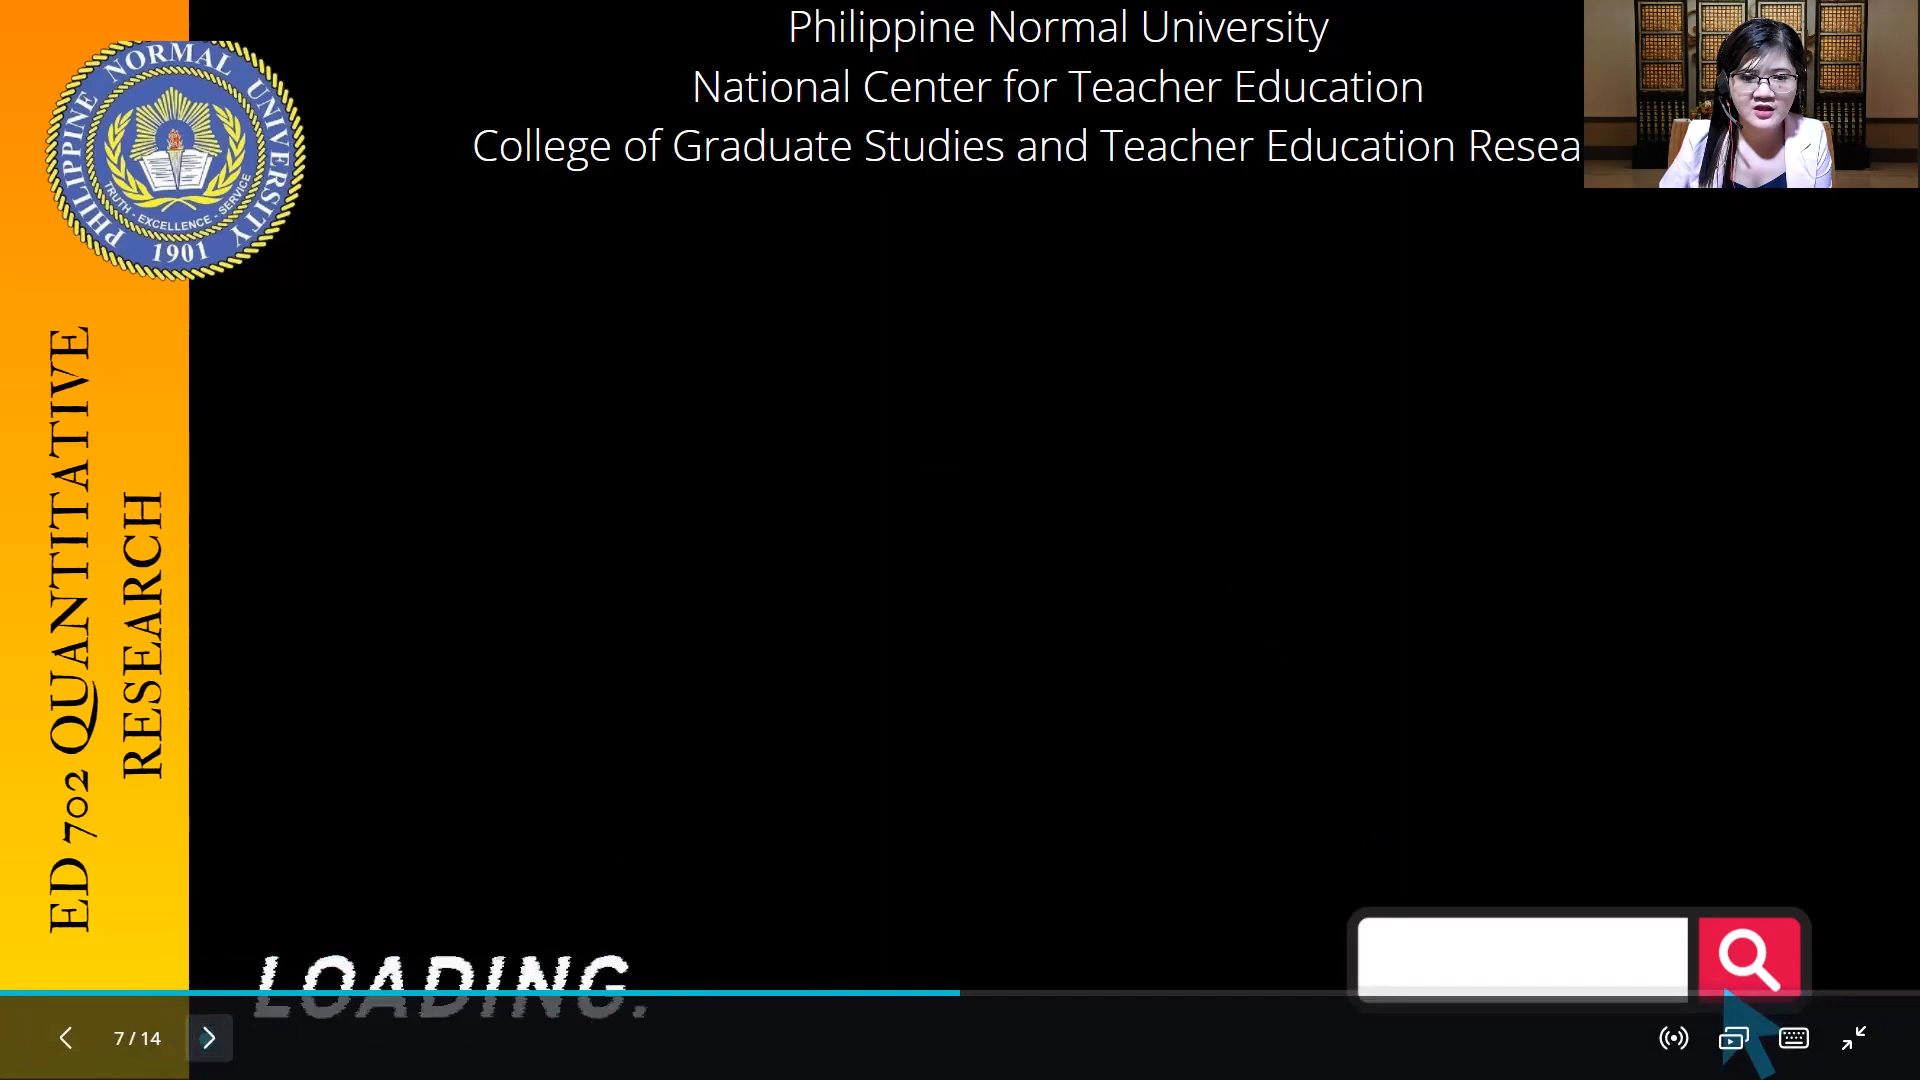 Philippine Normal University
National Center for Teacher Education
College of Graduate Studies and Teacher Education Resea
PHILIPPINE NORMAL UNIVERSITY
TRUTH - EXCELLENCE - SERVICE
1901
ED 702 QUANTITATIVE
RESEARCH
LOADING.
7 / 14